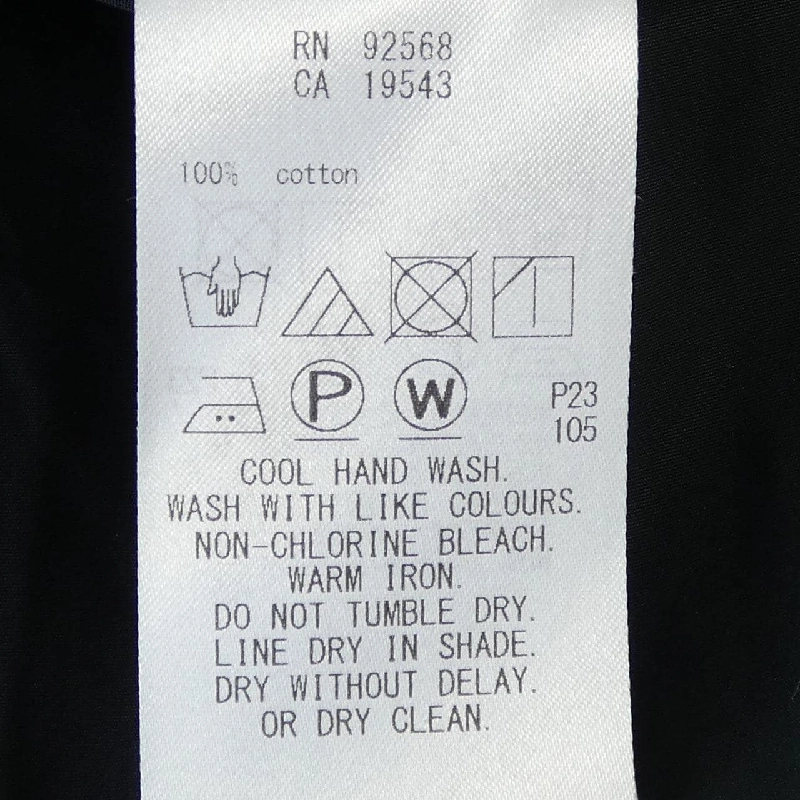 RN 92568
CA 19543
100% cotton
P W P23
105
COOL HAND WASH.
WASH WITH LIKE COLOURS.
NON-CHLORINE BLEACH.
WARM IRON.
DO NOT TUMBLE DRY.
LINE DRY IN SHADE.
DRY WITHOUT DELAY.
OR DRY CLEAN.